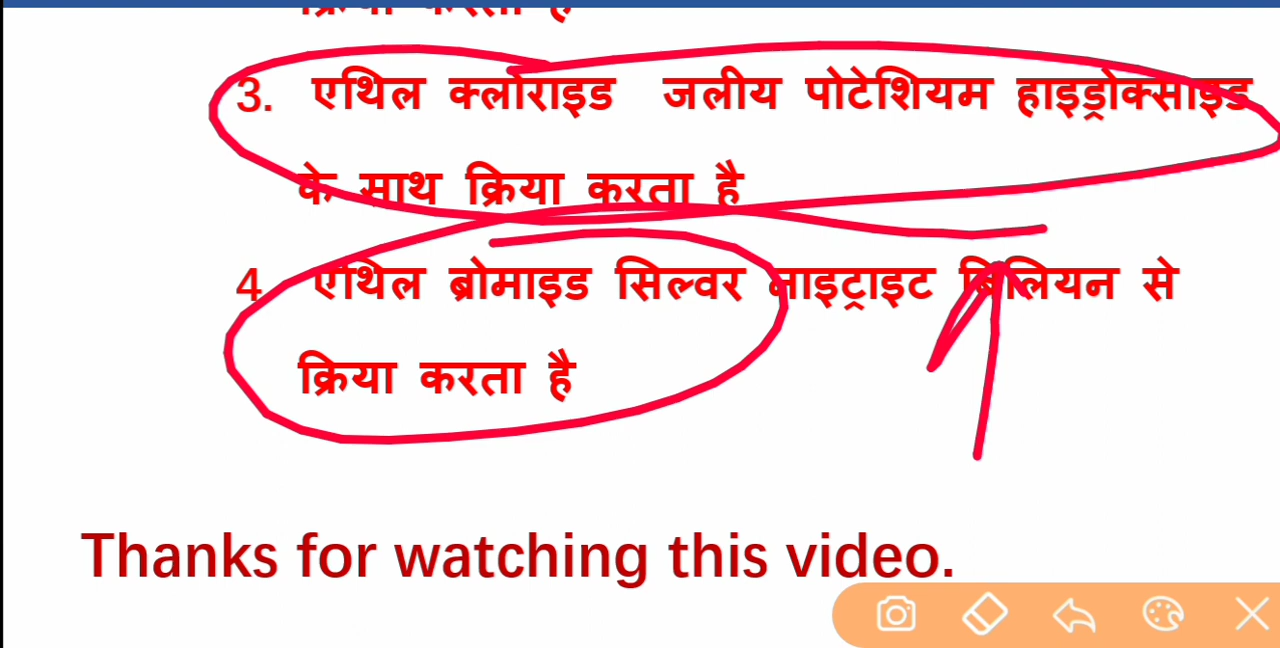 3. एथिल क्लोराइड जलीय पोटेशियम हाइड्रोक्साइड
के साथ क्रिया करता है
4 एथिल ब्रोमाइड सिल्वर नाइट्राइट बिलियन से
क्रिया करता है
Thanks for watching this video.